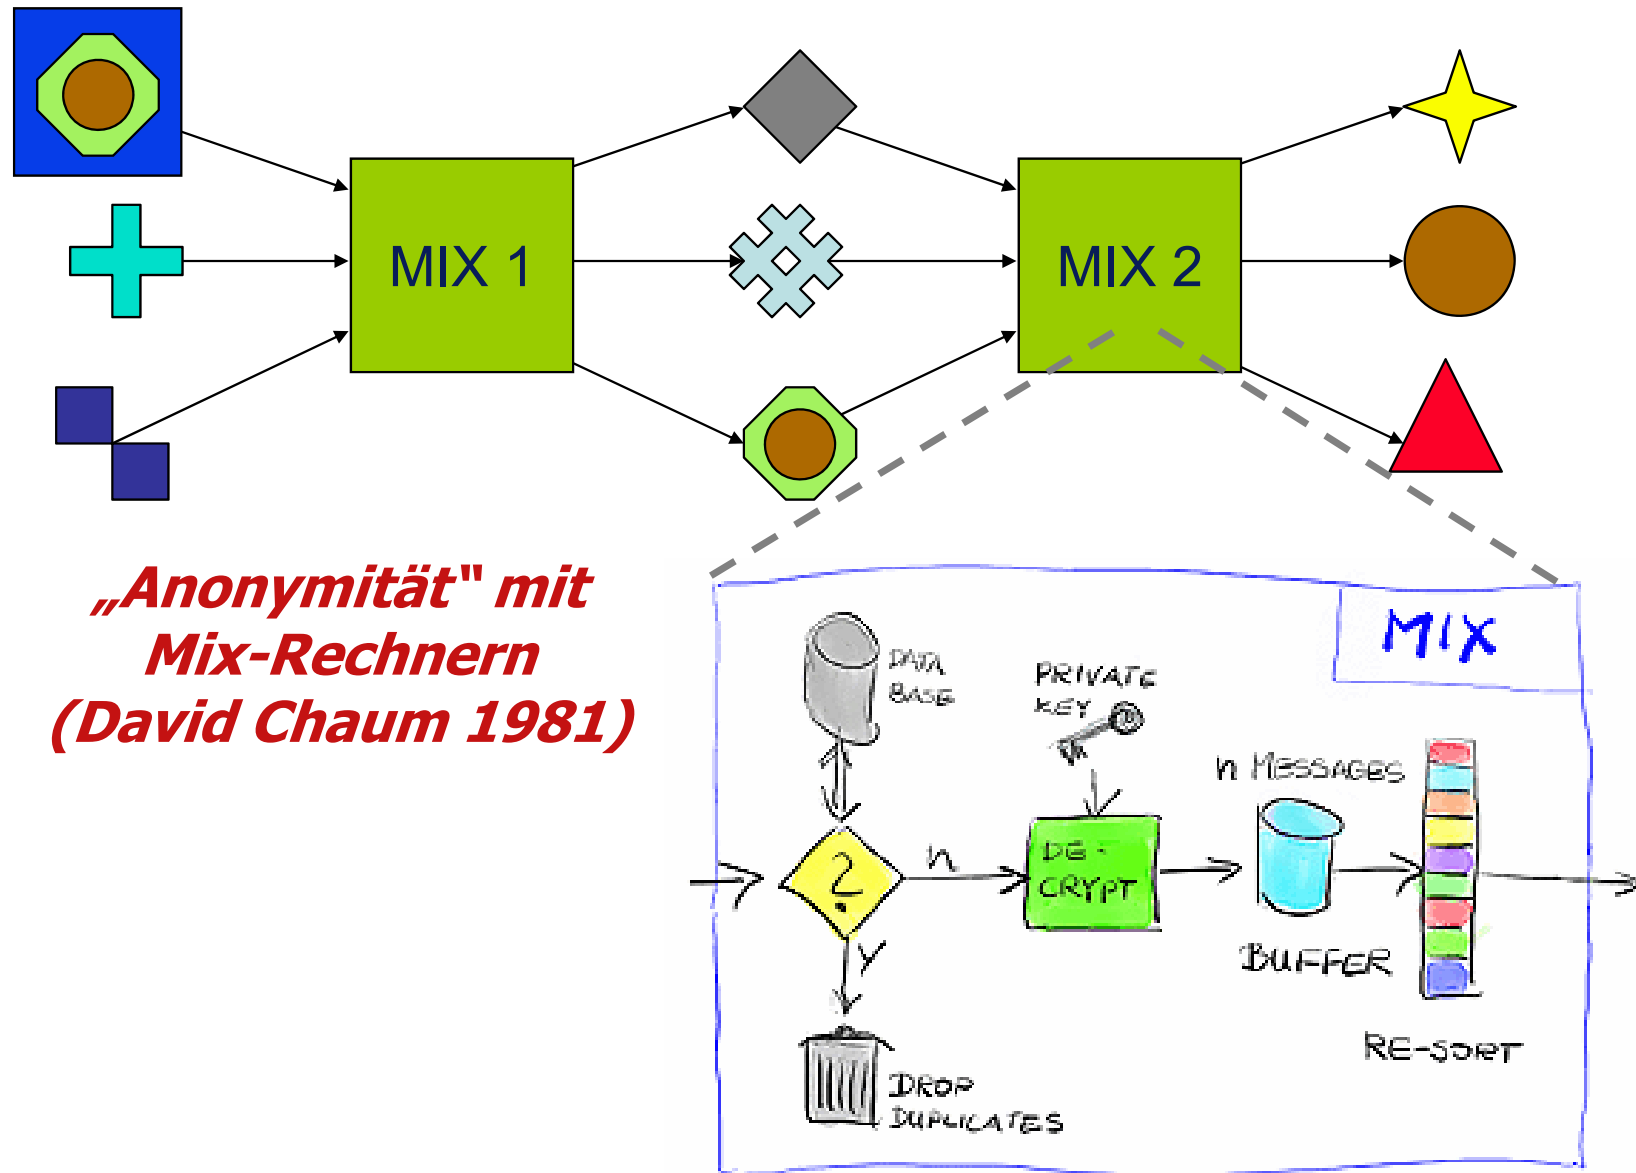 MIX 1
MIX 2
„Anonymität“ mit
Mix-Rechnern
(David Chaum 1981)
MIX
DATA
BASE
PRIVATE
KEY
n MESSAGES
?
n
DE-
CRYPT
y
BUFFER
RE-SORT
DROP
DUPLICATES